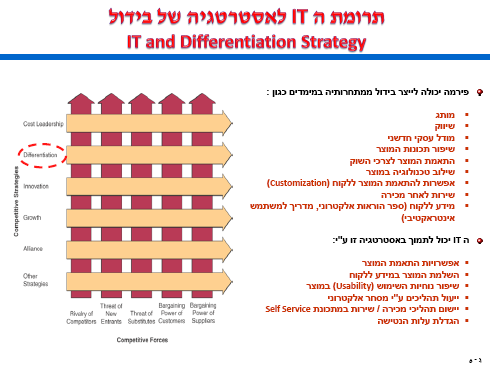 תרומת ה IT לאסטרטגיה של בידול
IT and Differentiation Strategy
פירמה יכולה לייצר בידול ממתחרותיה במימדים כגון :
מותג
שיווק
מודל עסקי חדשני
שיפור תכונות המוצר
התאמת המוצר לצרכי השוק
שילוב טכנולוגיה במוצר
אפשרות להתאמת המוצר ללקוח (Customization)
שירות לאחר מכירה
מידע ללקוח (ספר הוראות אלקטרוני, מדריך למשתמש
אינטראקטיבי)
ה IT יכול לתמוך באסטרטגיה זו ע"י:
אפשרויות התאמת המוצר
השלמת המוצר במידע ללקוח
שיפור נוחיות השימוש (Usability) במוצר
ייעול תהליכים ע"י מסחר אלקטרוני
יישום תהליכי מכירה / שירות במתכונת Self Service
הגדלת עלות הנטישה
Competitive Strategies
Cost Leadership
Differentiation
Innovation
Growth
Alliance
Other
Strategies
Rivalry of
Competitors
Threat of
New
Entrants
Threat of
Substitutes
Bargaining
Power of
Customers
Bargaining
Power of
Suppliers
Competitive Forces